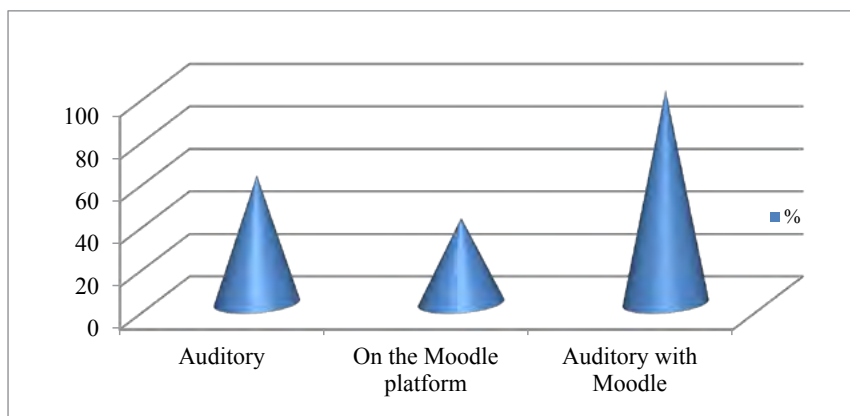 100
80
60
40
20
0
%
Auditory
On the Moodle
platform
Auditory with
Moodle